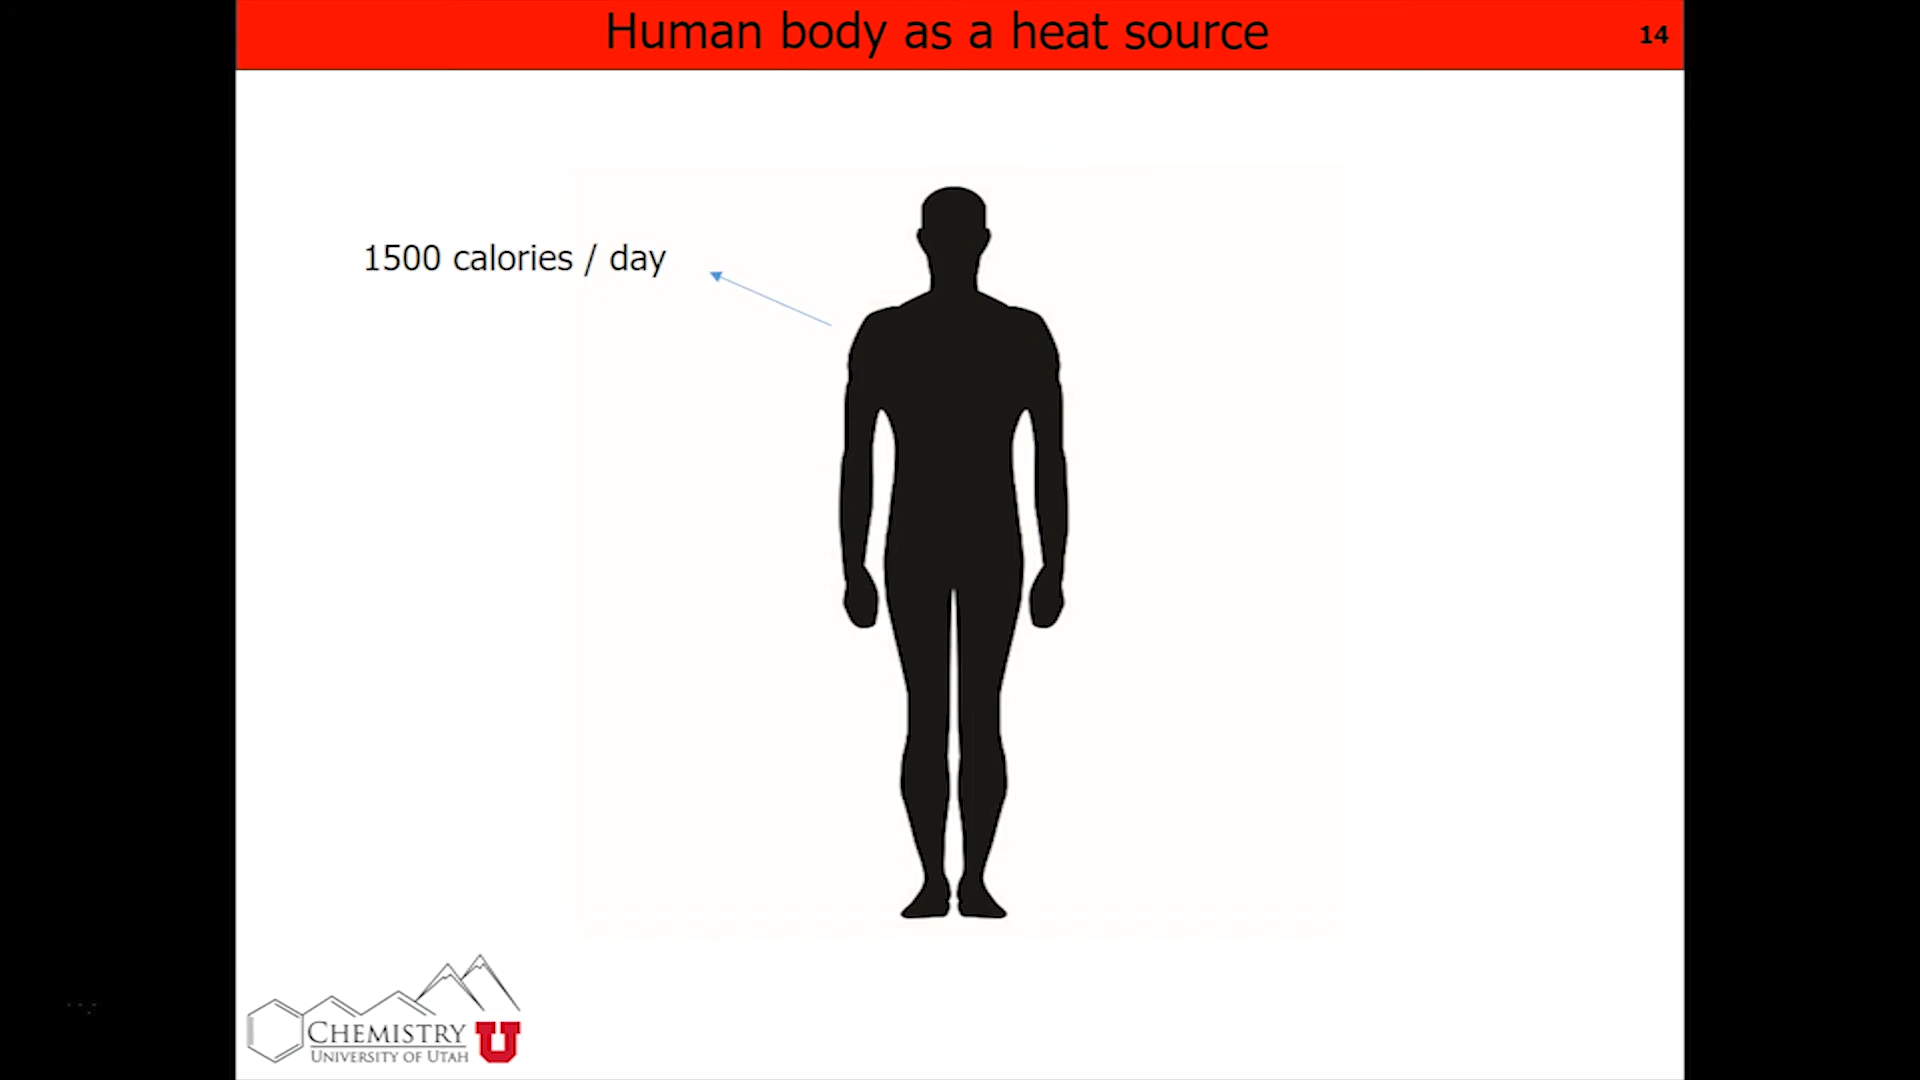 Human body as a heat source
14
1500 calories / day
CHEMISTRY
UNIVERSITY OF UTAH
U